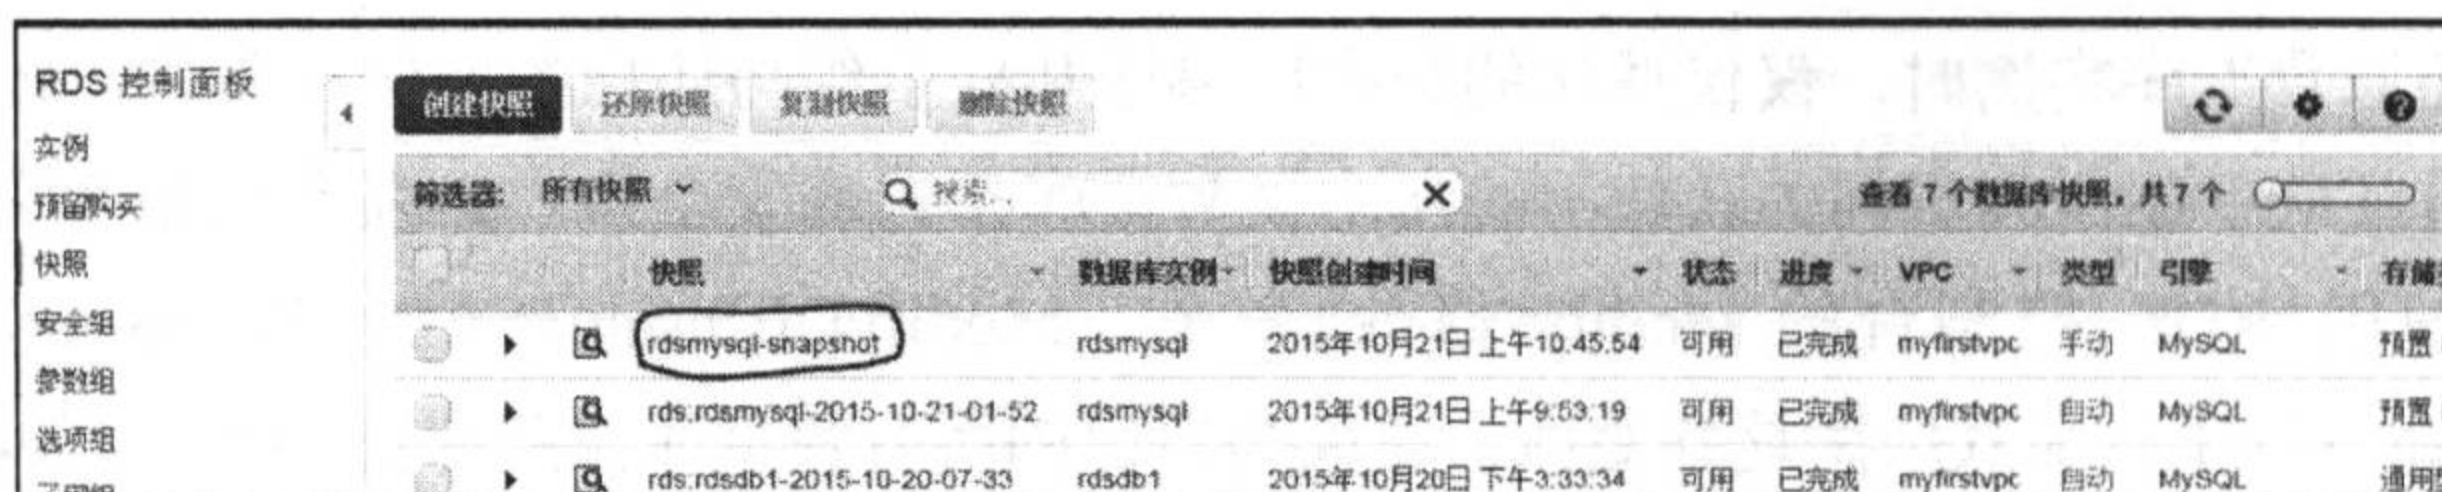 RDS 控制面板
实例
预留购买
快照
安全组
参数组
选项组
创建快照 还原快照 复制快照 删除快照
筛选器: 所有快照 搜索... 查看 7 个数据库快照，共 7 个
快照 数据库实例 快照创建时间 状态 进度 VPC 类型 引擎 存储
rdsmysql-snapshot rdsmysql 2015年10月21日 上午10:45:54 可用 已完成 myfirstvpc 手动 MySQL 预置
rds:rdsmysql-2015-10-21-01-52 rdsmysql 2015年10月21日 上午9:53:19 可用 已完成 myfirstvpc 自动 MySQL 预置
rds:rdsdb1-2015-10-20-07-33 rdsdb1 2015年10月20日 下午3:33:34 可用 已完成 myfirstvpc 自动 MySQL 通用